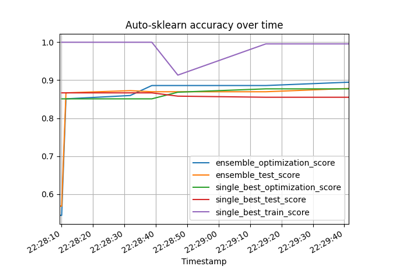 Auto-sklearn accuracy over time
1.0
0.9
0.8
0.7
0.6
ensemble_optimization_score
ensemble_test_score
single_best_optimization_score
single_best_test_score
single_best_train_score
22:28:10
22:28:20
22:28:30
22:28:40
22:28:50
22:29:00
22:29:10
22:29:20
22:29:30
22:29:40
Timestamp